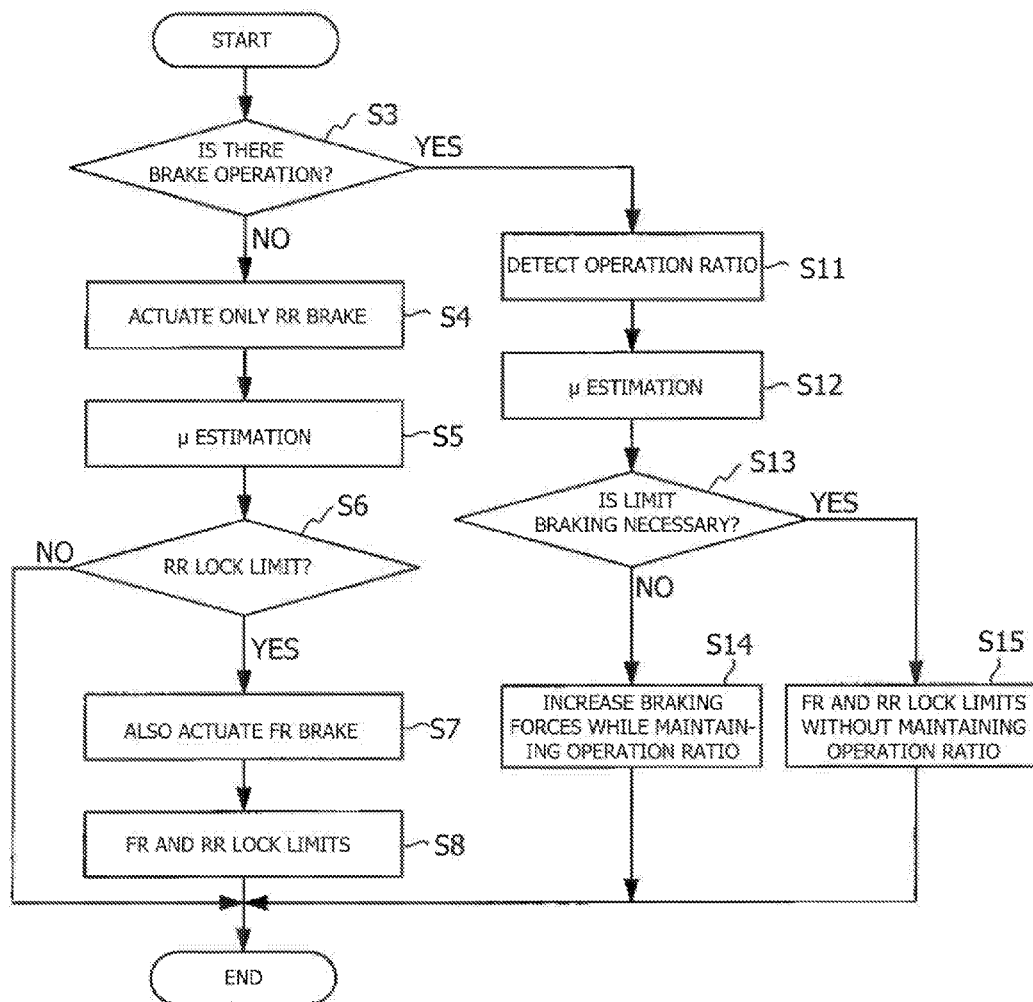 START
S3
IS THERE
BRAKE OPERATION?
YES
NO
ACTUATE ONLY RR BRAKE
S4
μ ESTIMATION
S5
S6
NO
RR LOCK LIMIT?
YES
ALSO ACTUATE FR BRAKE
S7
FR AND RR LOCK LIMITS
S8
DETECT OPERATION RATIO
S11
μ ESTIMATION
S12
S13
IS LIMIT
BRAKING NECESSARY?
YES
NO
S14
INCREASE BRAKING
FORCES WHILE MAINTAIN-
ING OPERATION RATIO
S15
FR AND RR LOCK LIMITS
WITHOUT MAINTAINING
OPERATION RATIO
END